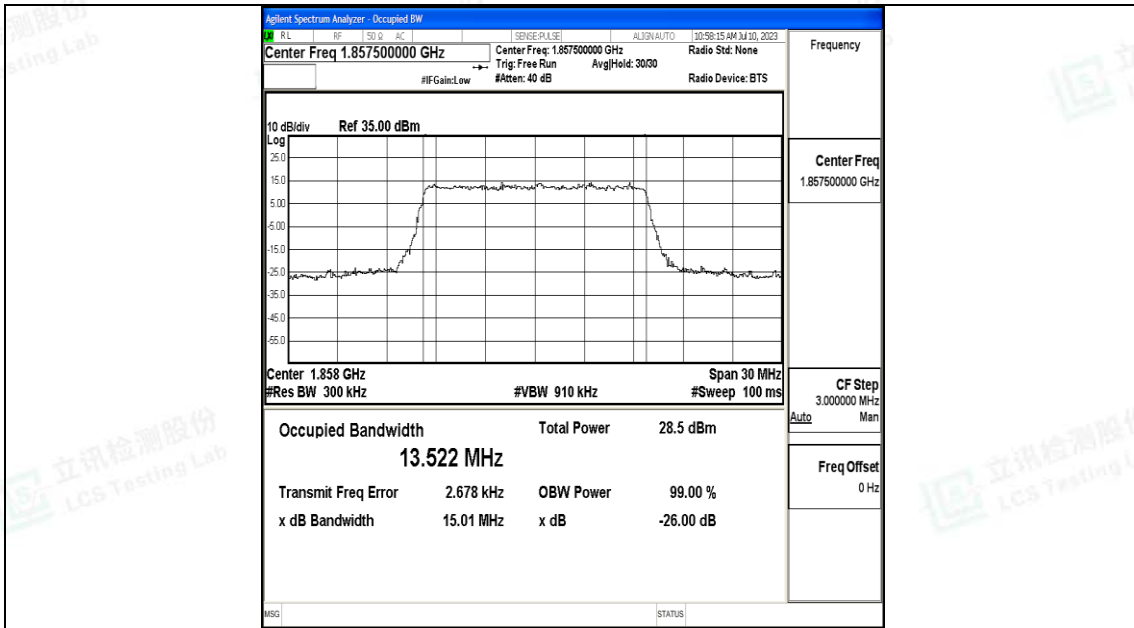 Agilent Spectrum Analyzer - Occupied BW
RL RF 50 Ω AC SENSE:PULSE ALIGN AUTO 10:58:15 AM Jul 10, 2023
Center Freq 1.857500000 GHz
Center Freq: 1.857500000 GHz Radio Std: None
Trig: Free Run Avg|Hold: 30/30
#IFGain:Low #Atten: 40 dB Radio Device: BTS
10 dB/div Ref 35.00 dBm
Log
25.0
15.0
5.00
-5.00
-15.0
-25.0
-35.0
-45.0
-55.0
Center 1.858 GHz Span 30 MHz
#Res BW 300 kHz #VBW 910 kHz #Sweep 100 ms
Occupied Bandwidth Total Power 28.5 dBm
13.522 MHz
Transmit Freq Error 2.678 kHz OBW Power 99.00 %
x dB Bandwidth 15.01 MHz x dB -26.00 dB
MSG STATUS
Frequency
Center Freq
1.857500000 GHz
CF Step
3.000000 MHz
Auto Man
Freq Offset
0 Hz
立讯检测股份
LCS Testing Lab
立讯检测股份
LCS Testing